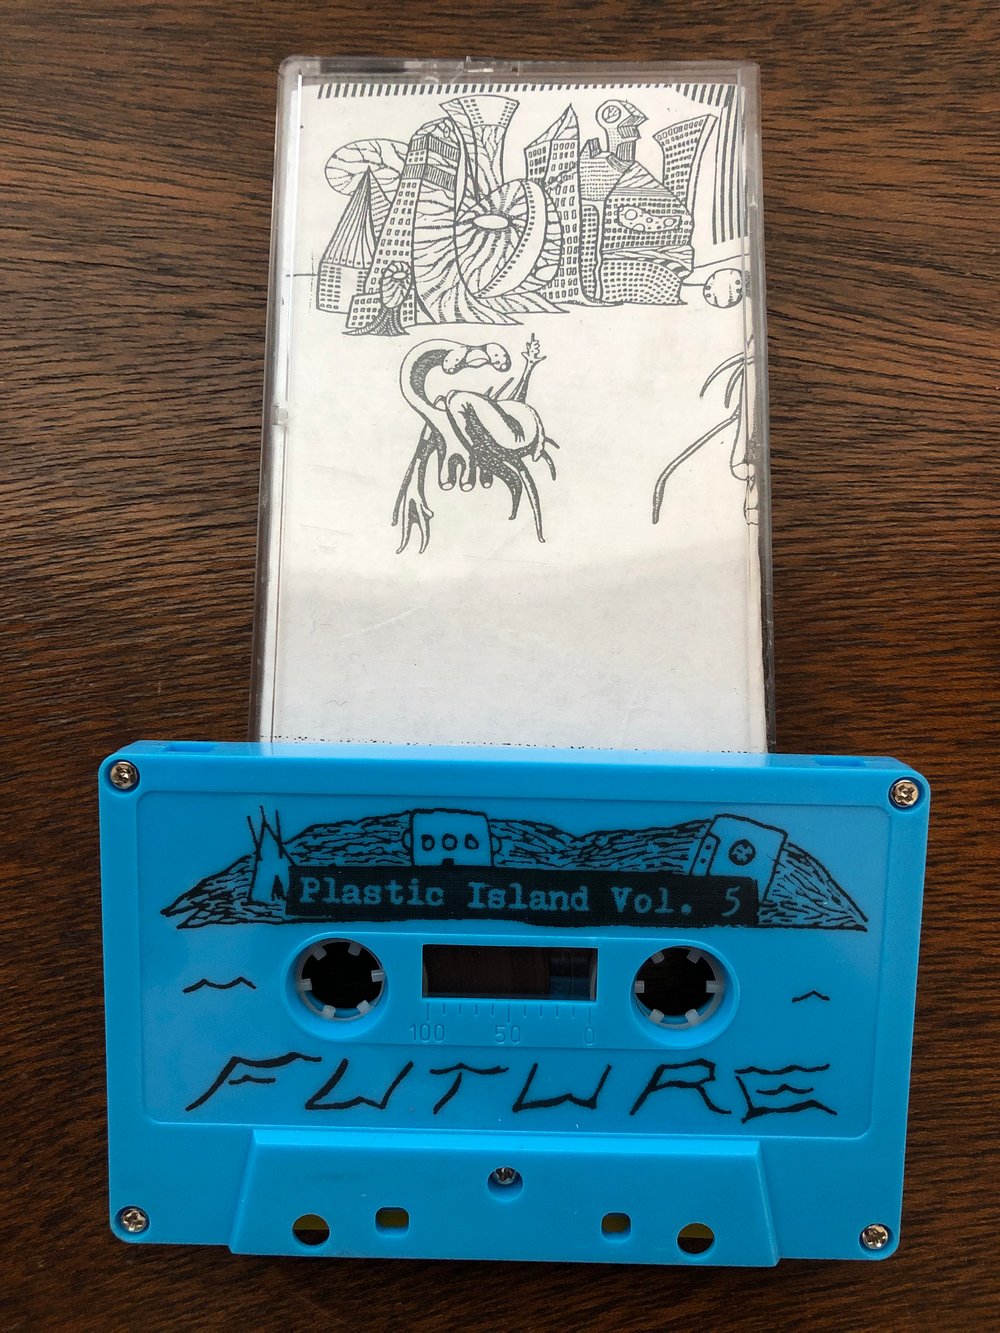 Plastic Island Vol. 5
100 50 0
FUTURE